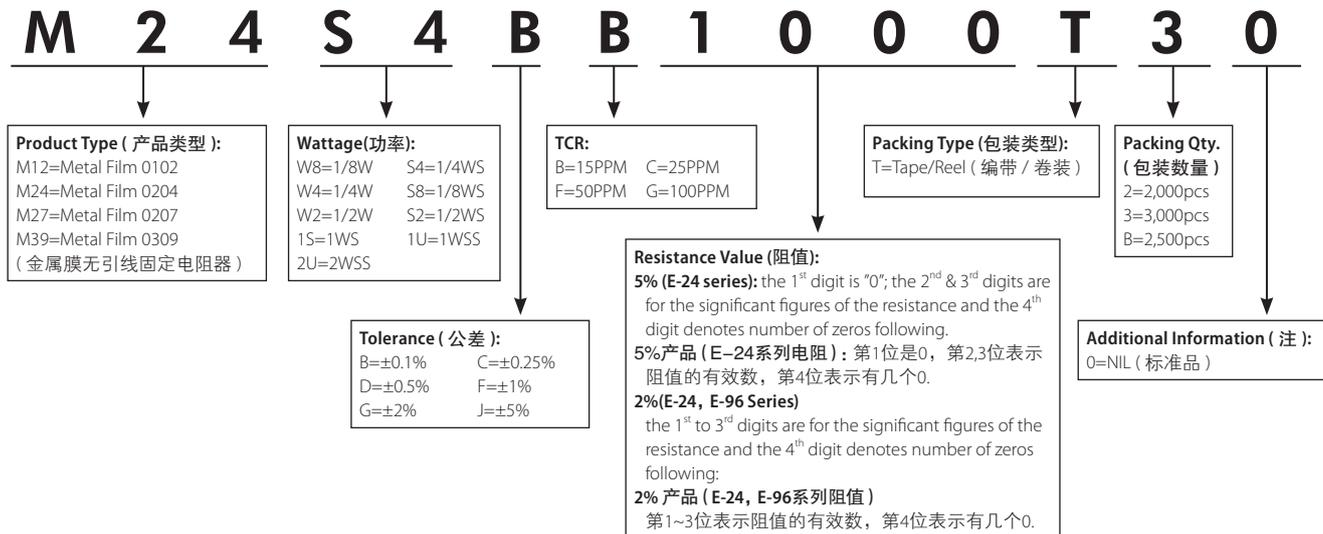 M 2 4 S 4 B B 1 0 0 0 T 3 0
Product Type ( 产品类型 ):
M12=Metal Film 0102
M24=Metal Film 0204
M27=Metal Film 0207
M39=Metal Film 0309
( 金属膜无引线固定电阻器 )
Wattage(功率):
W8=1/8W S4=1/4WS
W4=1/4W S8=1/8WS
W2=1/2W S2=1/2WS
1S=1WS 1U=1WSS
2U=2WSS
Tolerance ( 公差 ):
B=±0.1% C=±0.25%
D=±0.5% F=±1%
G=±2% J=±5%
TCR:
B=15PPM C=25PPM
F=50PPM G=100PPM
Resistance Value (阻值):
5% (E-24 series): the 1st digit is "0"; the 2nd & 3rd digits are
for the significant figures of the resistance and the 4th
digit denotes number of zeros following.
5%产品 ( E–24系列电阻 ) : 第1位是0，第2,3位表示
阻值的有效数，第4位表示有几个0.
2%(E-24, E-96 Series)
the 1st to 3rd digits are for the significant figures of the
resistance and the 4th digit denotes number of zeros
following:
2% 产品 ( E-24, E-96系列阻值 )
第1~3位表示阻值的有效数，第4位表示有几个0.
Packing Type (包装类型):
T=Tape/Reel ( 编带 / 卷装 )
Packing Qty.
( 包装数量 )
2=2,000pcs
3=3,000pcs
B=2,500pcs
Additional Information ( 注 ):
0=NIL ( 标准品 )